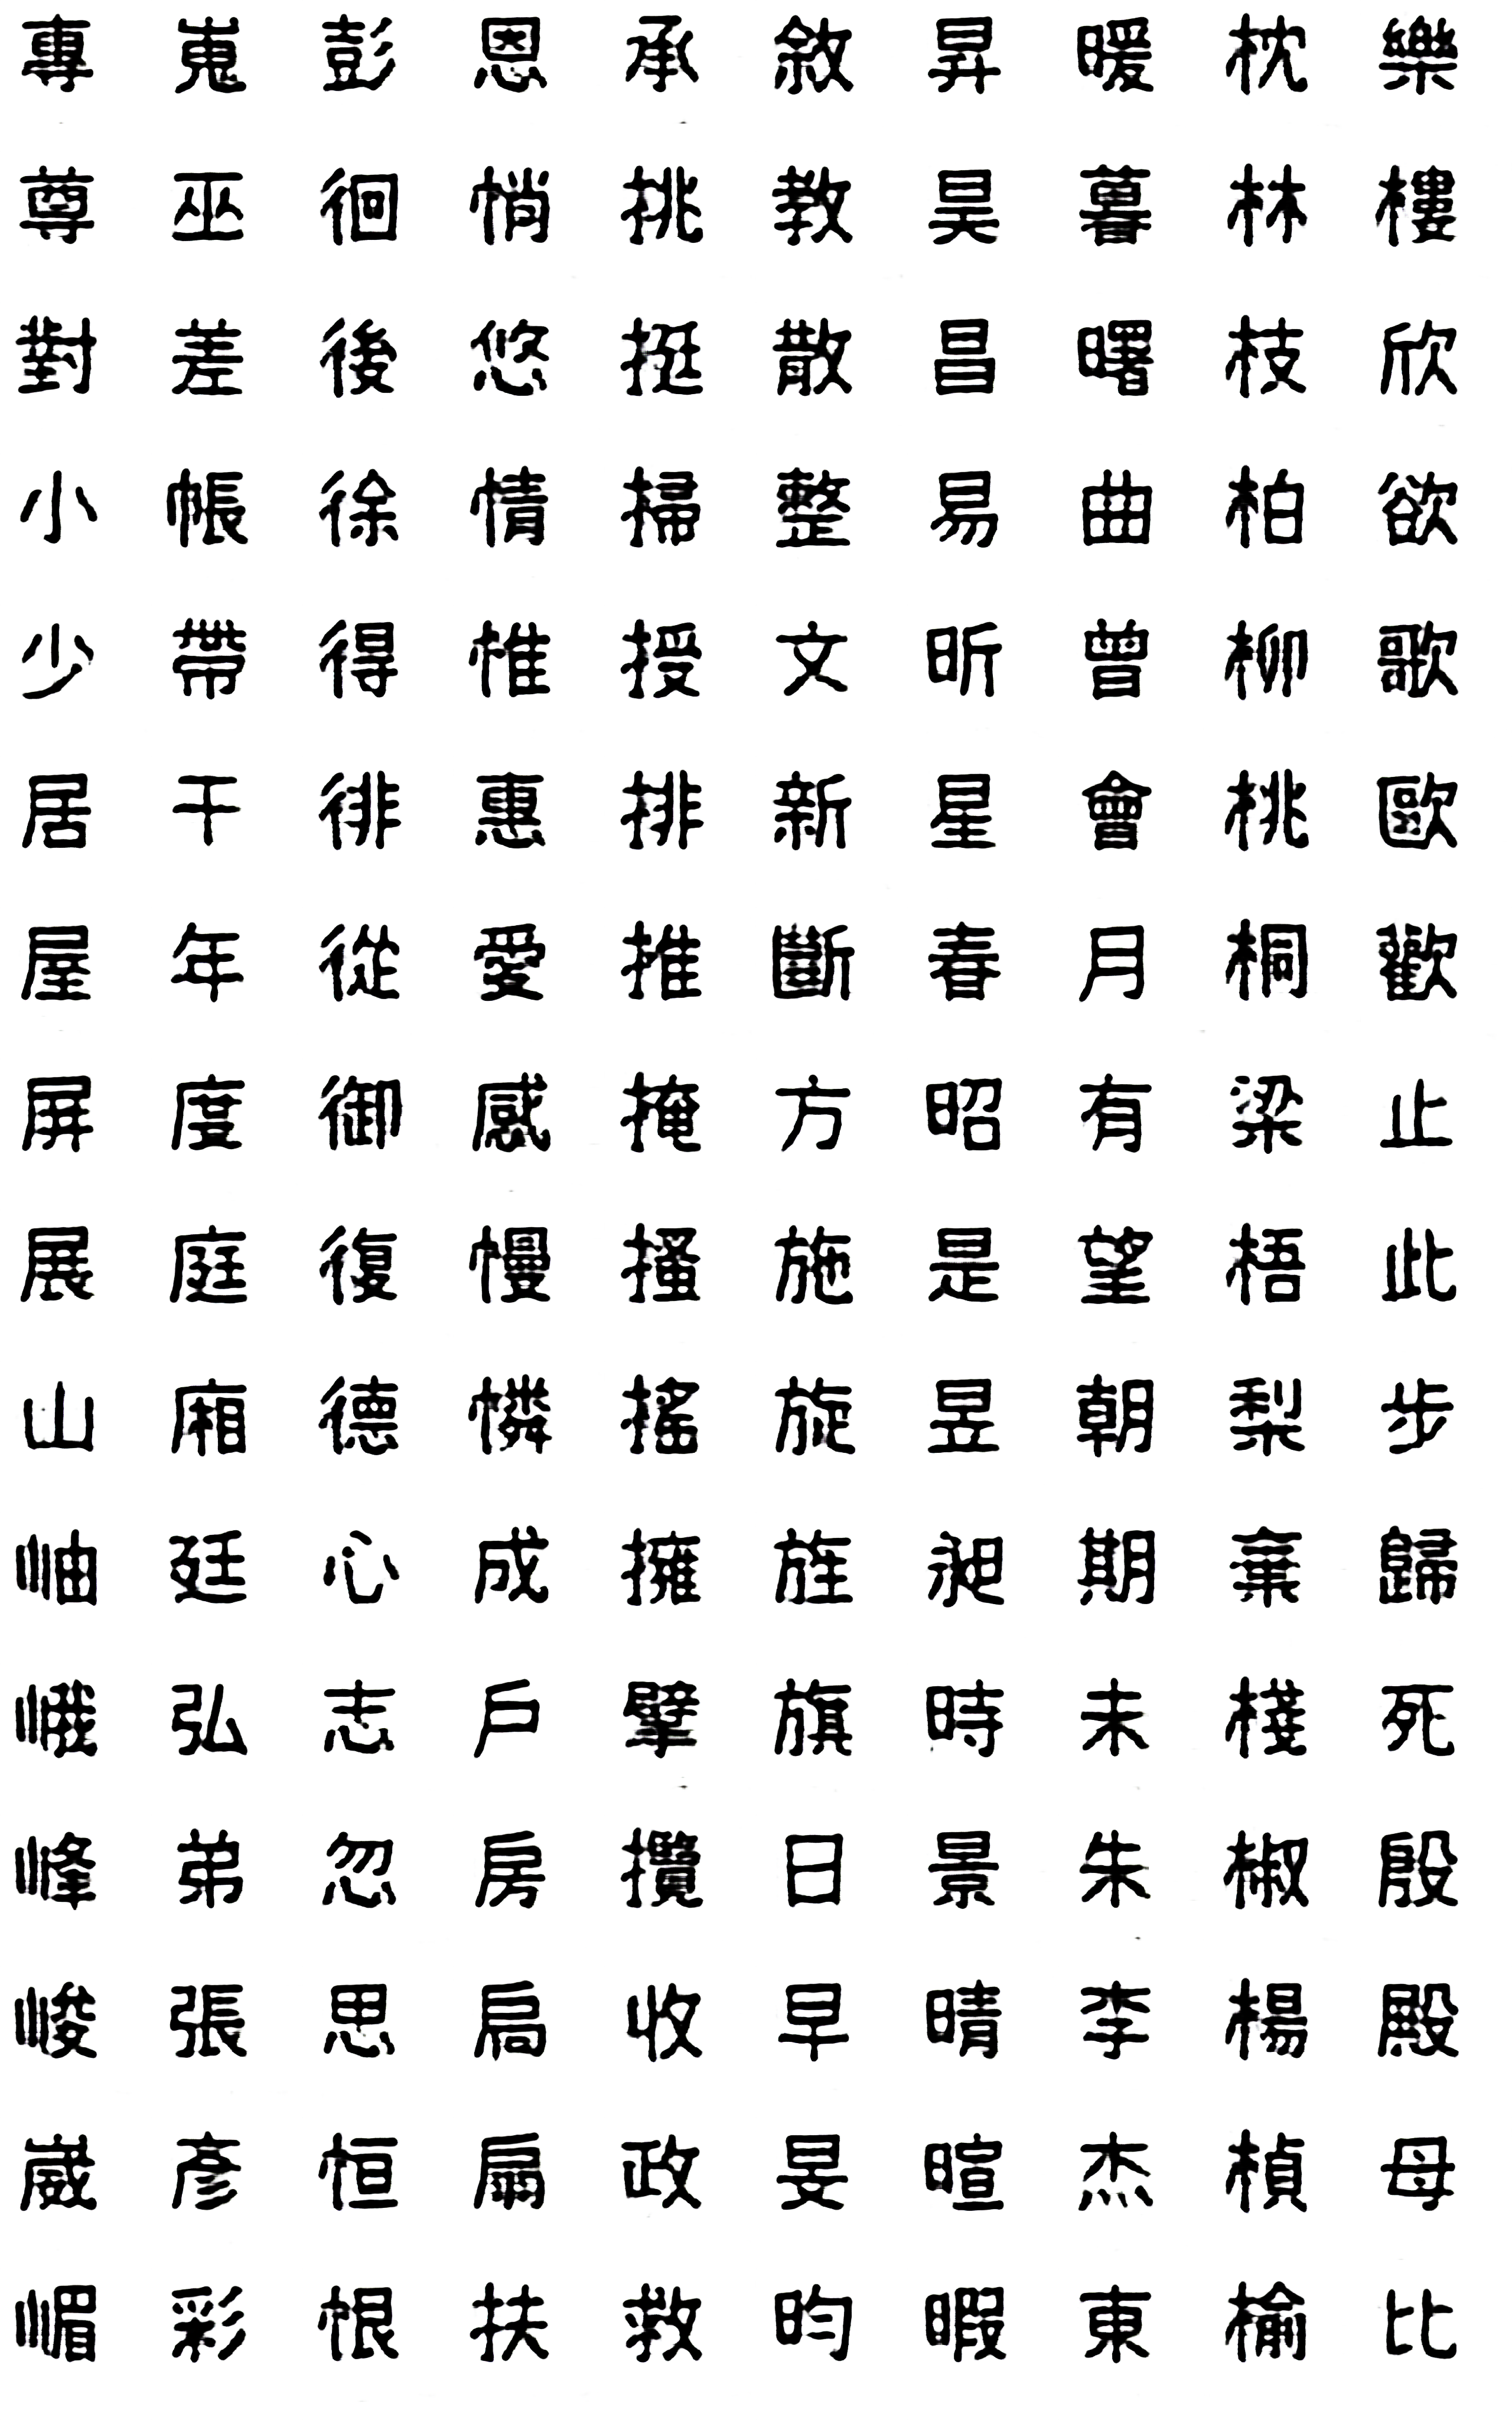 專尊對小少居屋屏展山岫峨峰峻崴嵋
嵬巫差帳帶干年度庭廂廷弘弟張彥彩
彭徊後徐得徘從御復德心志忽思恒恨
恩悄悠情惟惠愛感慢憐成戶房扃扇扶
承挑挺掃授排推掩搔搖擁擘攬收政救
敘教散整文新斷方施旋旌旗日早旻昀
昇昊昌易昕星春昭是昱昶時景晴暄暇
暖暮曙曲曾會月有望朝期未朱李杰東
枕林枝柏柳桃桐梁梧梨棄棧椒楊楨榆
樂樓欣欲歌歐歡止此步歸死殷殿母比